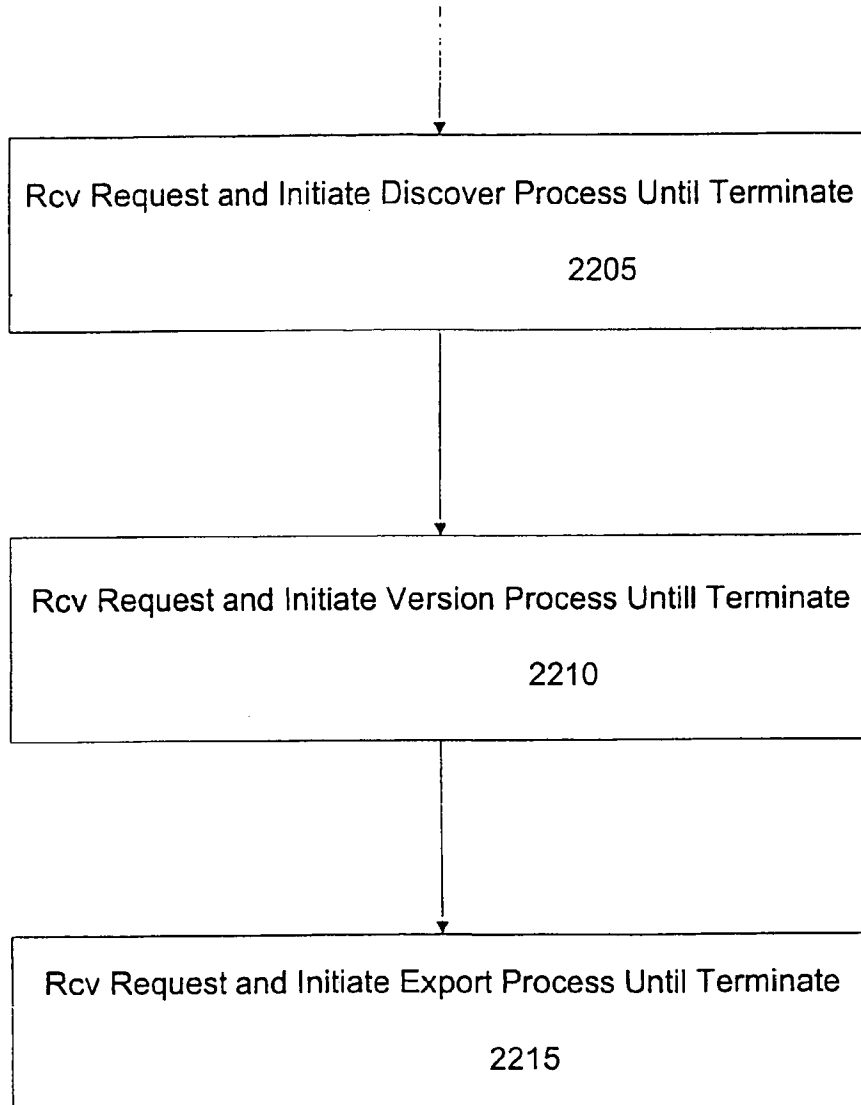 Rcv Request and Initiate Discover Process Until Terminate
2205
Rcv Request and Initiate Version Process Untill Terminate
2210
Rcv Request and Initiate Export Process Until Terminate
2215